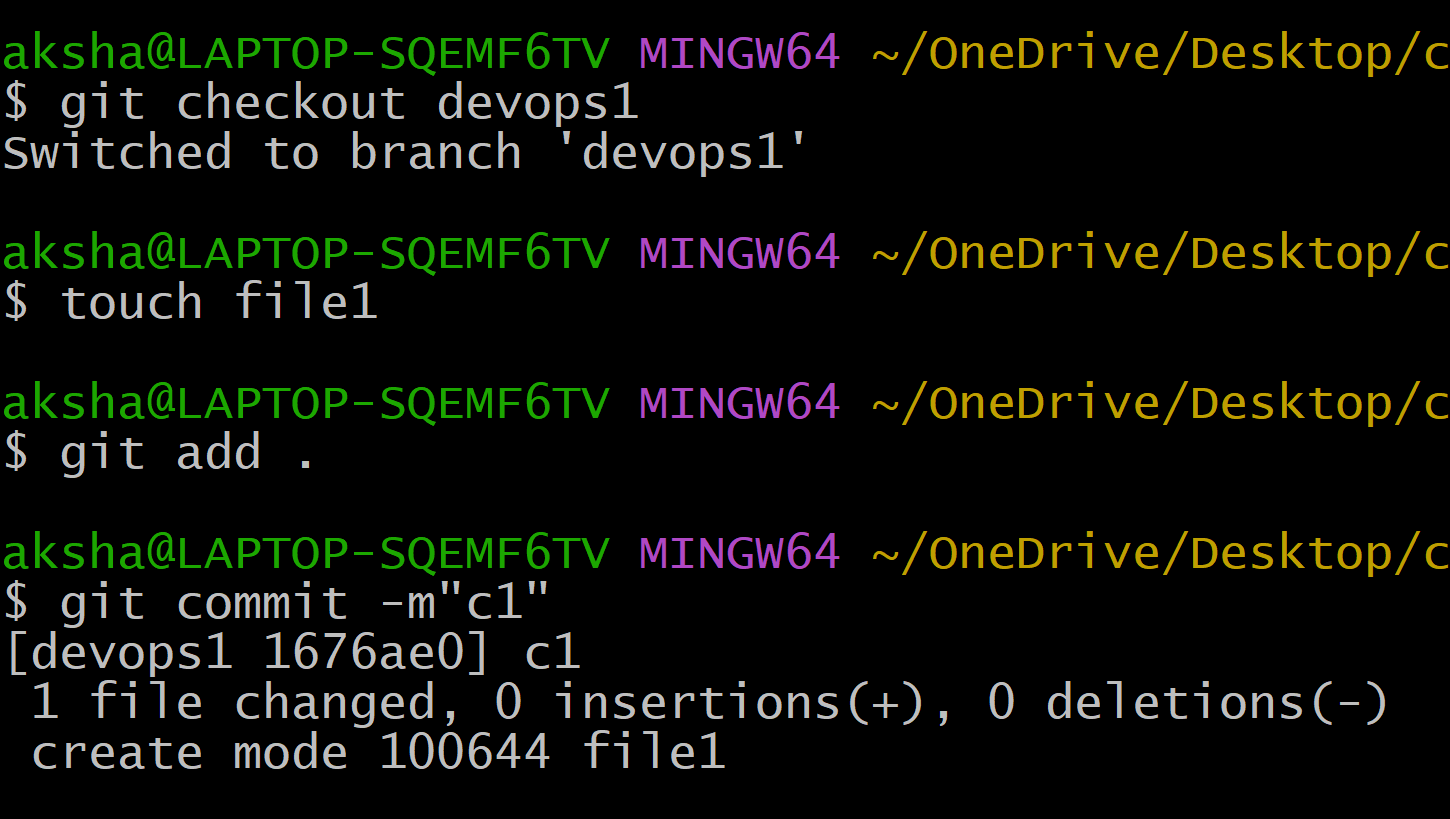 aksha@LAPTOP-SQEMF6TV MINGW64 ~/OneDrive/Desktop/c
$ git checkout devops1
Switched to branch 'devops1'
aksha@LAPTOP-SQEMF6TV MINGW64 ~/OneDrive/Desktop/c
$ touch file1
aksha@LAPTOP-SQEMF6TV MINGW64 ~/OneDrive/Desktop/c
$ git add .
aksha@LAPTOP-SQEMF6TV MINGW64 ~/OneDrive/Desktop/c
$ git commit -m"c1"
[devops1 1676ae0] c1
 1 file changed, 0 insertions(+), 0 deletions(-)
 create mode 100644 file1